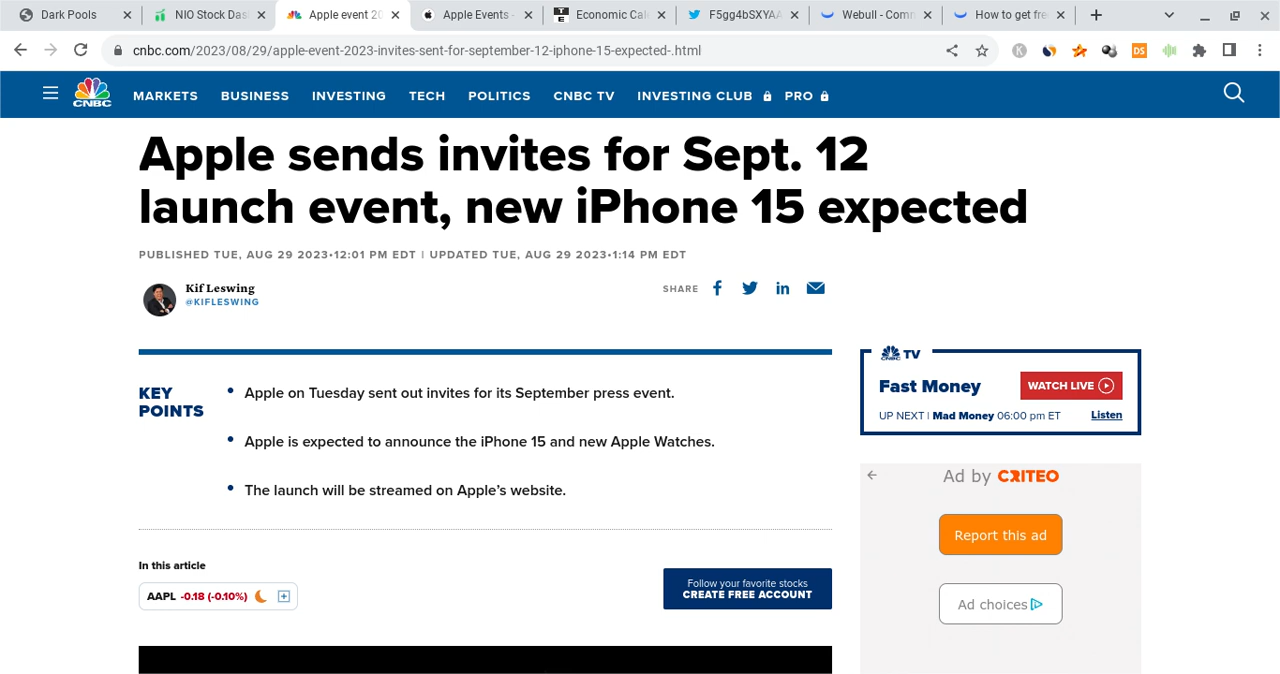 Dark Pools
NIO Stock Das
Apple event 20
Apple Events -
Economic Cal
F5gg4bSXYAA
Webull - Comm
How to get fre
cnbc.com/2023/08/29/apple-event-2023-invites-sent-for-september-12-iphone-15-expected-.html
CNBC
MARKETS
BUSINESS
INVESTING
TECH
POLITICS
CNBC TV
INVESTING CLUB
PRO
Apple sends invites for Sept. 12
launch event, new iPhone 15 expected
PUBLISHED TUE, AUG 29 2023•12:01 PM EDT | UPDATED TUE, AUG 29 2023•1:14 PM EDT
Kif Leswing
@KIFLESWING
SHARE
KEY
POINTS
• Apple on Tuesday sent out invites for its September press event.
• Apple is expected to announce the iPhone 15 and new Apple Watches.
• The launch will be streamed on Apple’s website.
In this article
AAPL -0.18 (-0.10%)
Follow your favorite stocks
CREATE FREE ACCOUNT
CNBC TV
Fast Money
WATCH LIVE
UP NEXT | Mad Money 06:00 pm ET
Listen
Ad by CRITEO
Report this ad
Ad choices